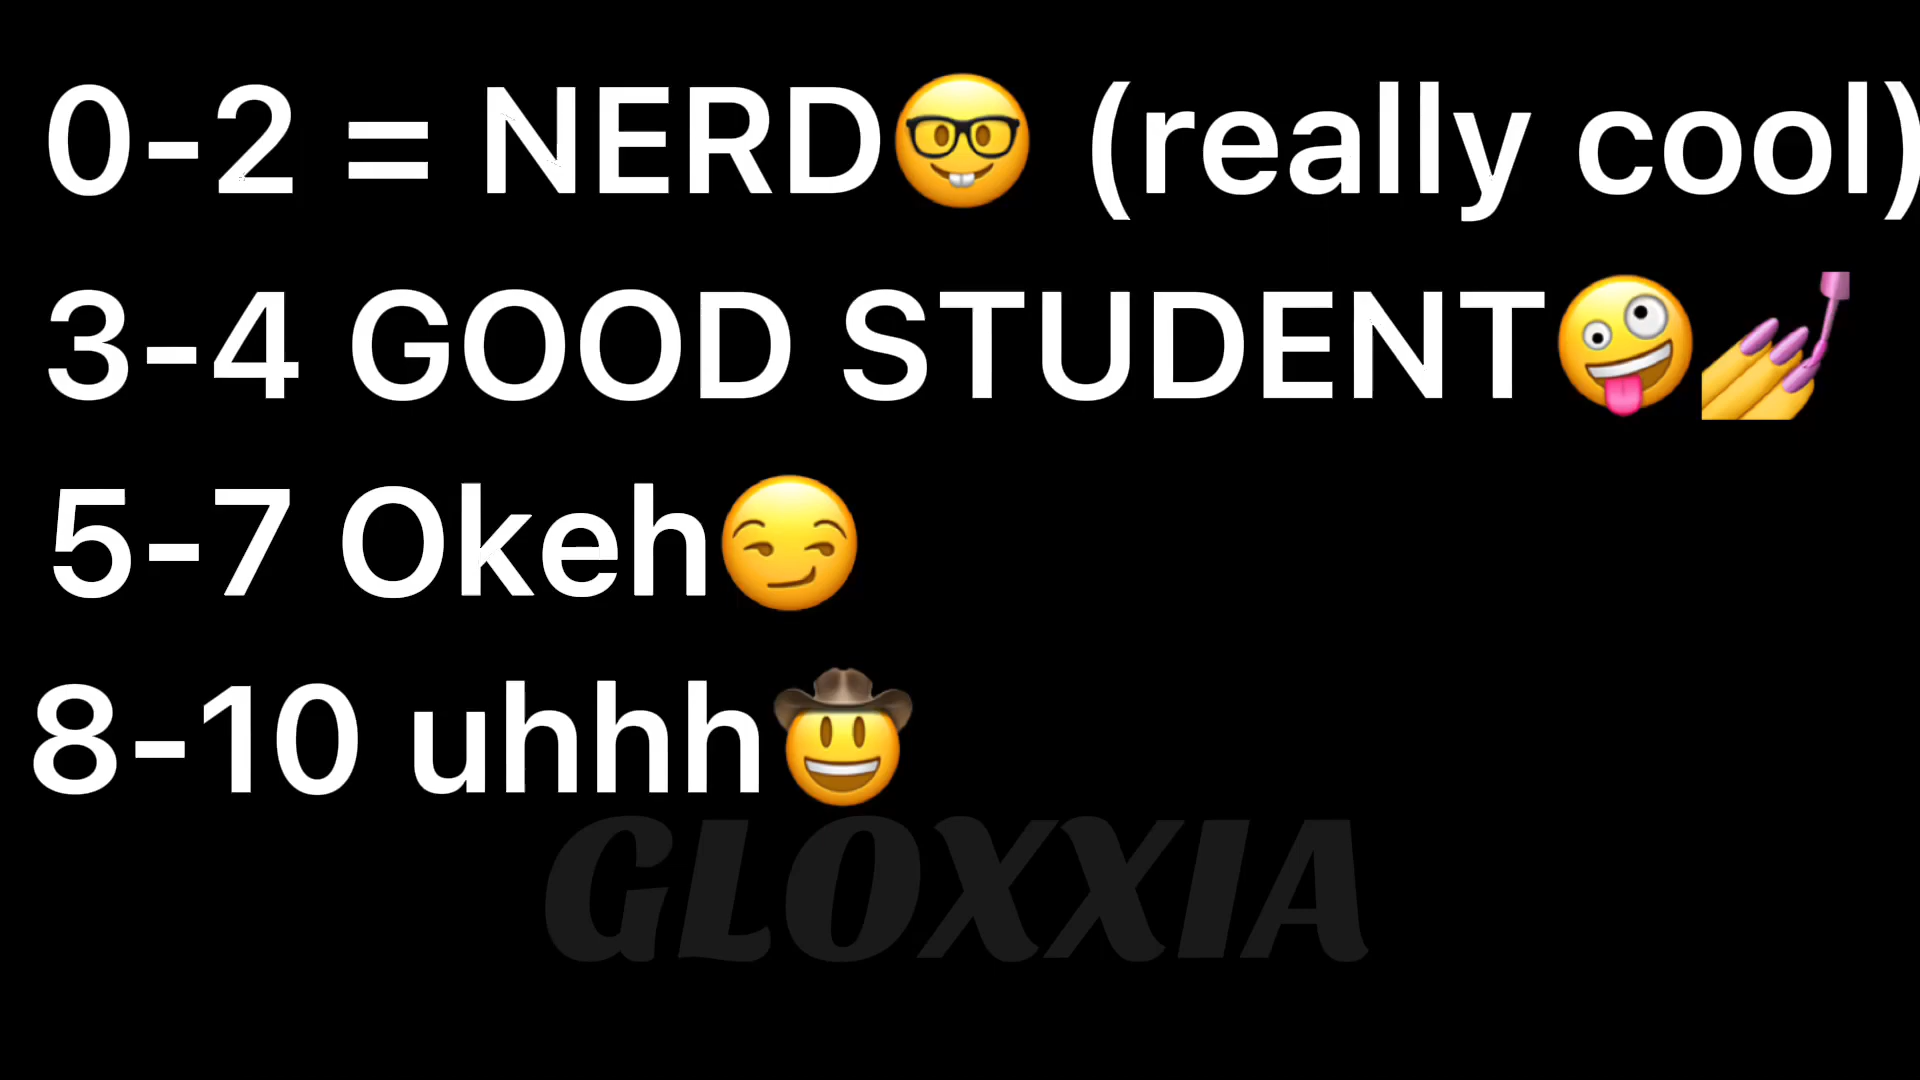 0-2 = NERD🤓 (really cool)
3-4 GOOD STUDENT🤪💅
5-7 Okeh😏
8-10 uhhh🤠
GLOXXIA